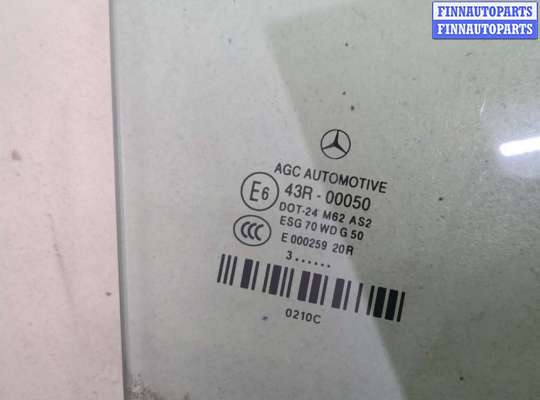 FINNAUTOPARTS
FINNAUTOPARTS
AGC AUTOMOTIVE
E6 43R - 00050
DOT-24 M62 AS2
ESG 70 WD G 50
CCC E 000259 20R
3......
0210C